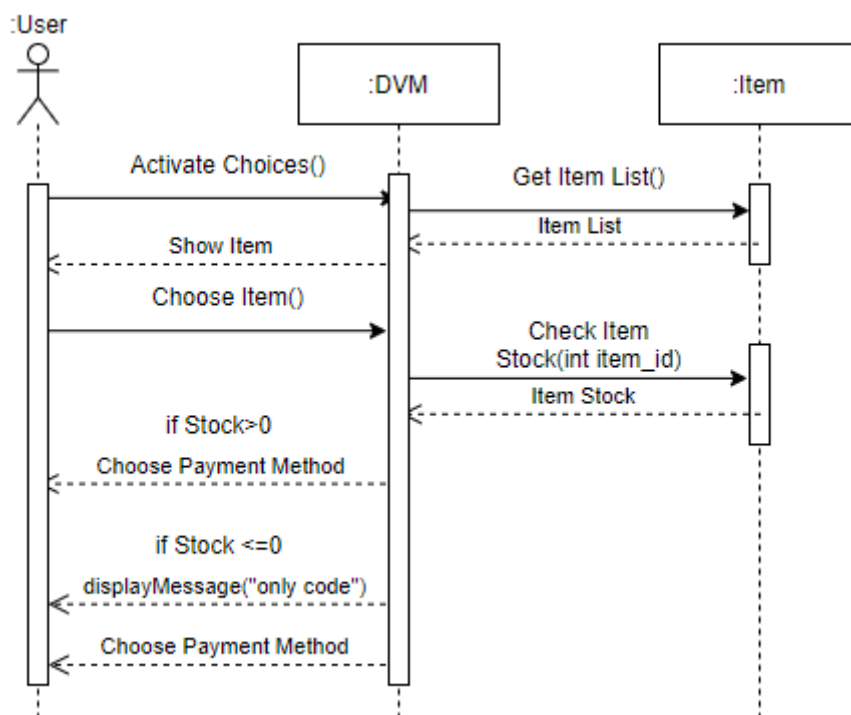 :User
:DVM
:Item
Activate Choices()
Get Item List()
Item List
Show Item
Choose Item()
Check Item
Stock(int item_id)
Item Stock
if Stock>0
Choose Payment Method
if Stock <=0
displayMessage("only code")
Choose Payment Method